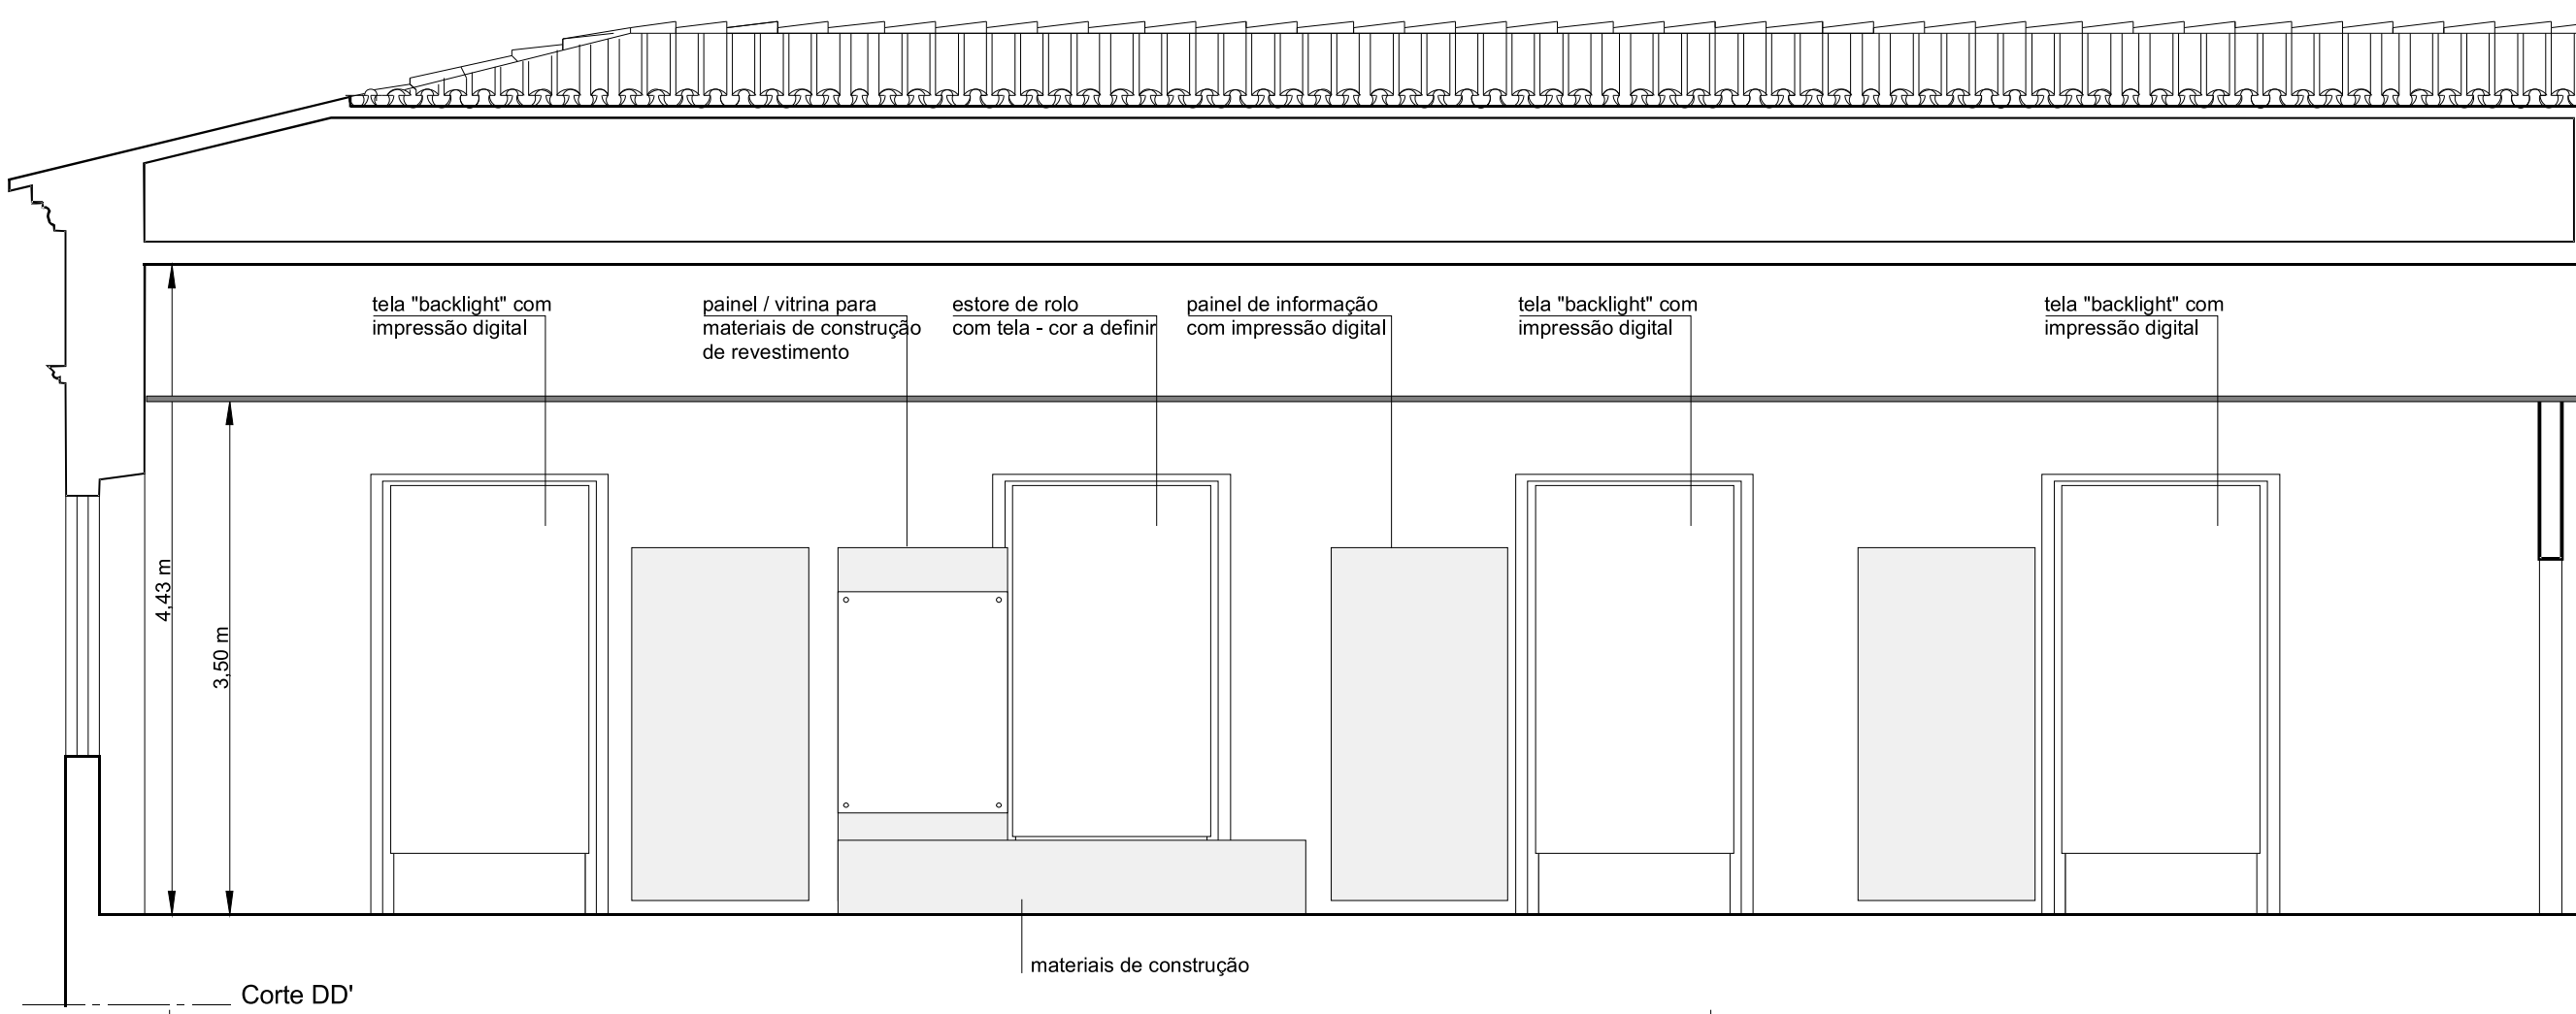 tela "backlight" com
impressão digital
painel / vitrina para
materiais de construção
de revestimento
estore de rolo
com tela - cor a definir
painel de informação
com impressão digital
tela "backlight" com
impressão digital
tela "backlight" com
impressão digital
4,43 m
3,50 m
materiais de construção
Corte DD'